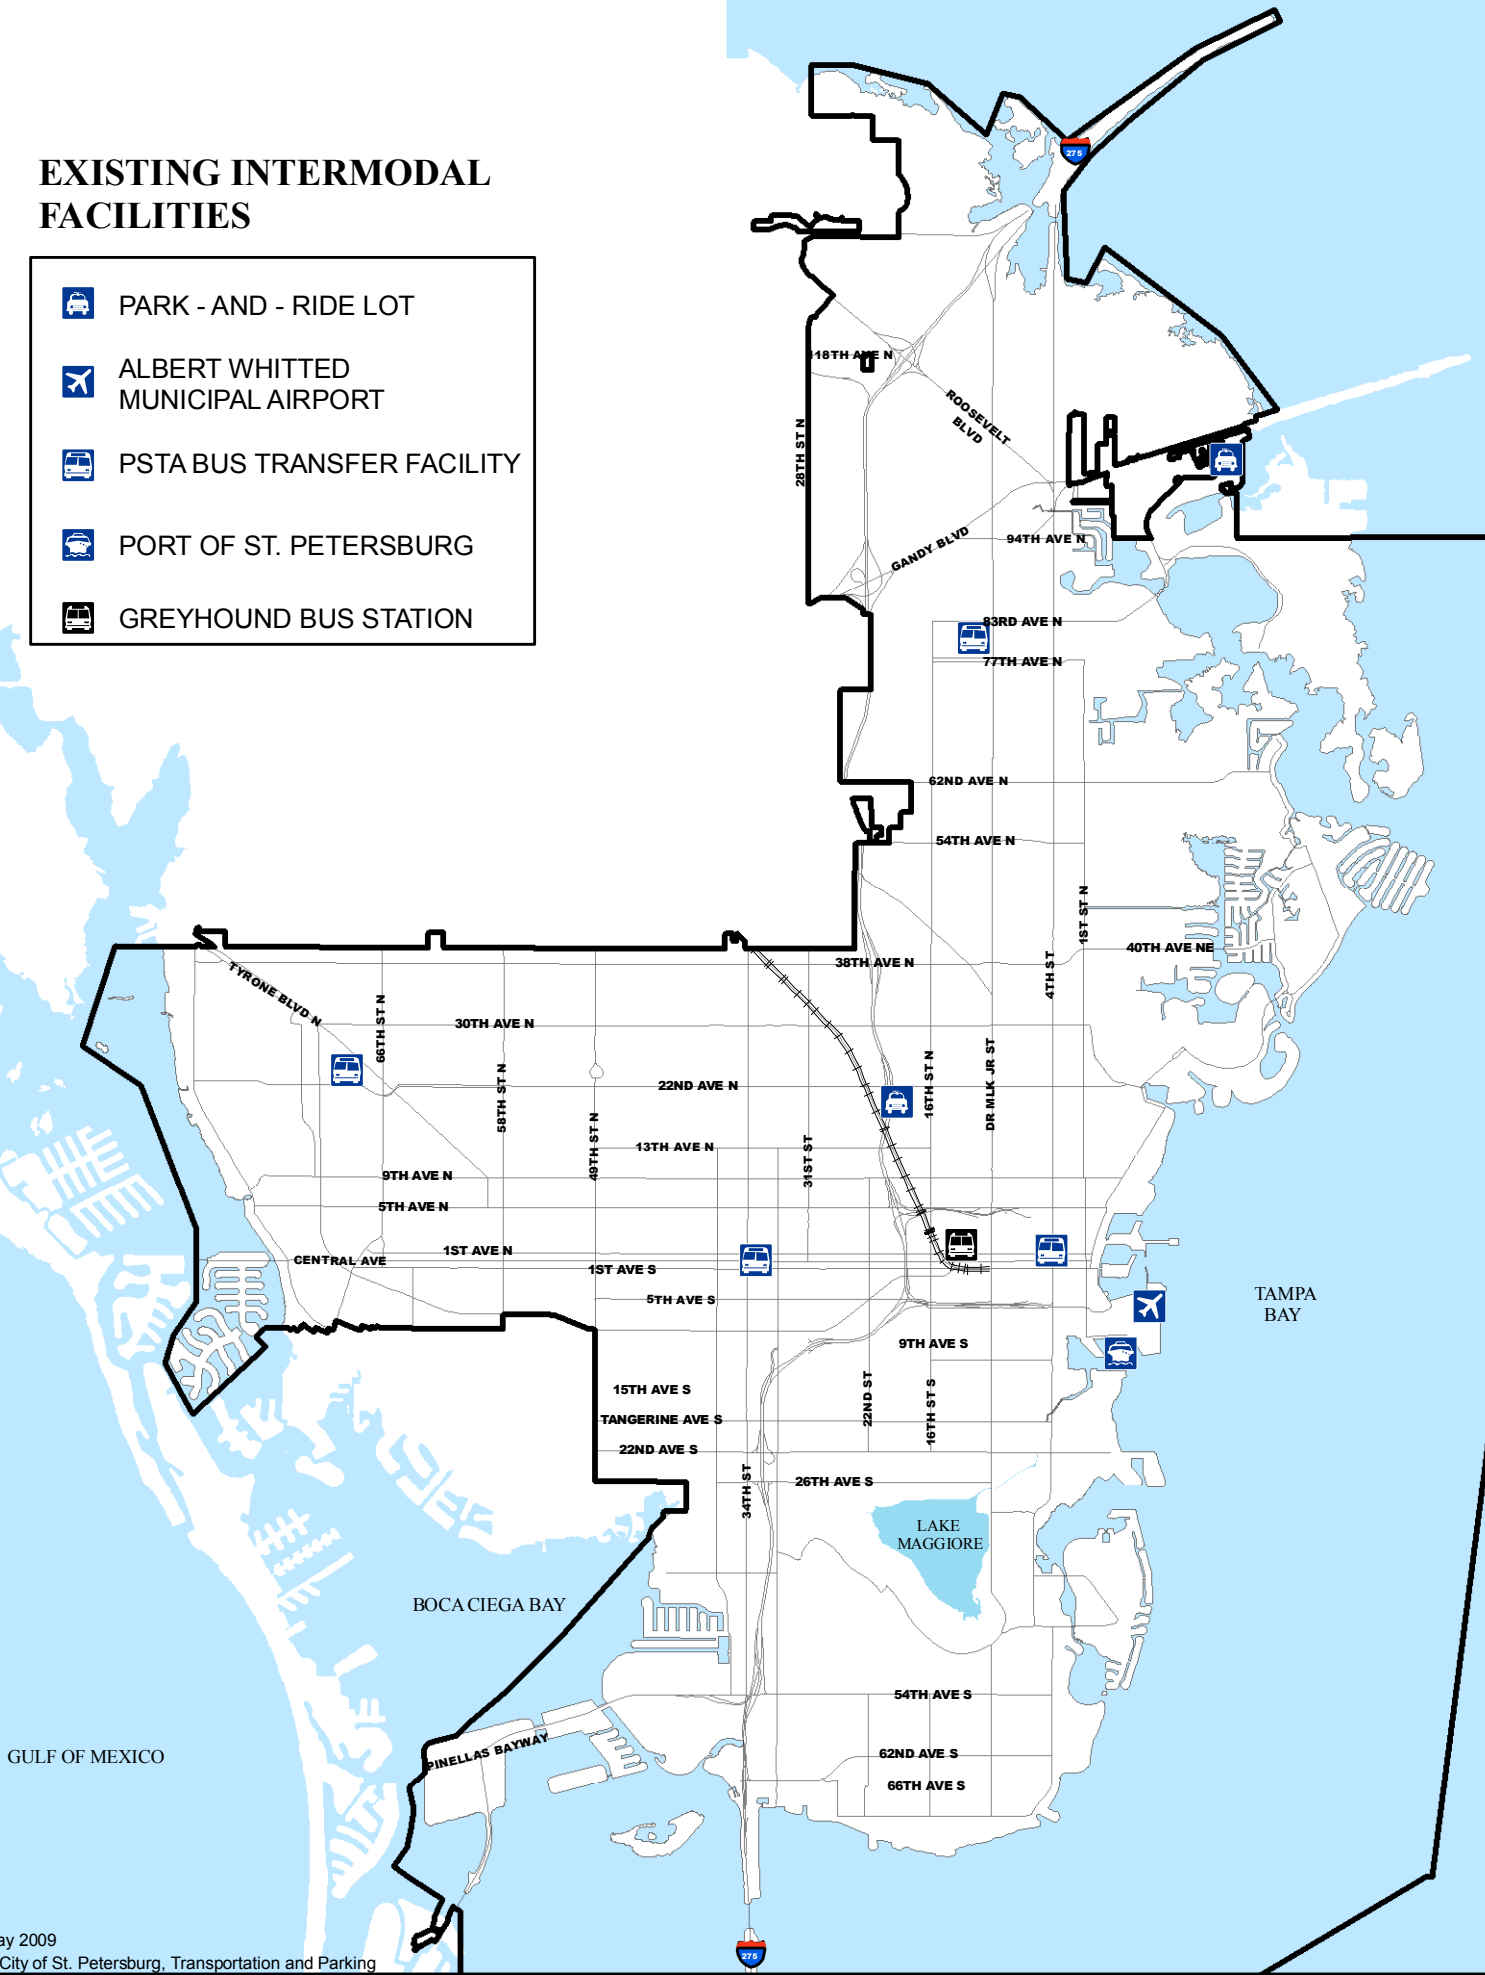 EXISTING INTERMODAL
FACILITIES
PARK - AND - RIDE LOT
ALBERT WHITTED
MUNICIPAL AIRPORT
PSTA BUS TRANSFER FACILITY
PORT OF ST. PETERSBURG
GREYHOUND BUS STATION
275
118TH AVE N
ROOSEVELT
BLVD
28TH ST N
GANDY BLVD
94TH AVE N
83RD AVE N
77TH AVE N
62ND AVE N
54TH AVE N
1ST ST N
40TH AVE NE
38TH AVE N
4TH ST
TYRONE BLVD N
66TH ST N
30TH AVE N
58TH ST N
22ND AVE N
16TH ST N
DR MLK JR ST
49TH ST N
13TH AVE N
31ST ST
9TH AVE N
5TH AVE N
1ST AVE N
CENTRAL AVE
1ST AVE S
5TH AVE S
TAMPA
BAY
9TH AVE S
15TH AVE S
22ND ST
16TH ST S
TANGERINE AVE S
22ND AVE S
26TH AVE S
34TH ST
LAKE
MAGGIORE
BOCA CIEGA BAY
54TH AVE S
PINELLAS BAYWAY
62ND AVE S
66TH AVE S
GULF OF MEXICO
275
ay 2009
City of St. Petersburg, Transportation and Parking